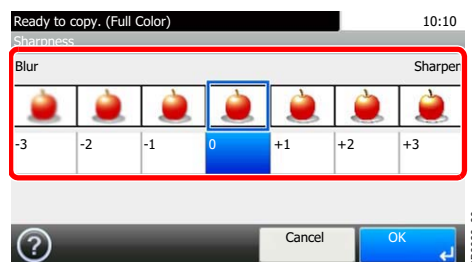 Ready to copy. (Full Color) 10:10
Sharpness
Blur Sharper
-3 -2 -1 0 +1 +2 +3
? Cancel OK